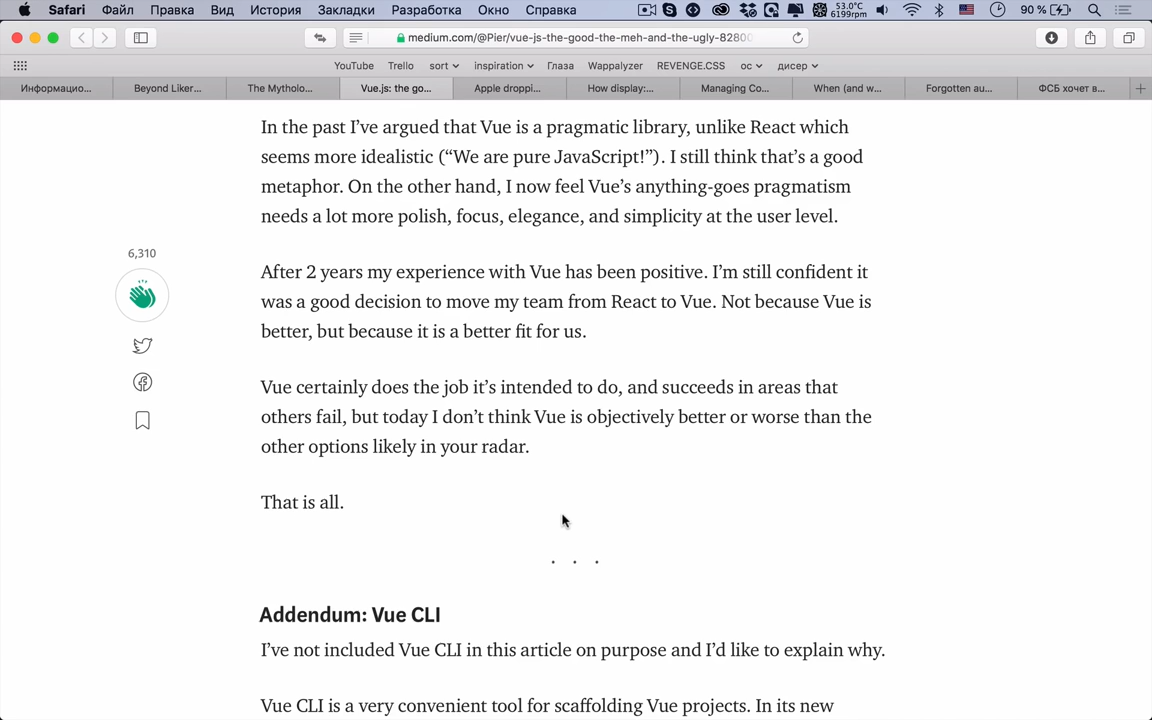 Safari Файл Правка Вид История Закладки Разработка Окно Справка 53.0°C 6199rpm 90 %
medium.com/@Pier/vue-js-the-good-the-meh-and-the-ugly-82800
YouTube Trello sort inspiration Глаза Wappalyzer REVENGE.CSS ос дисер
Информацио... Beyond Liker... The Mytholo... Vue.js: the go... Apple droppi... How display:... Managing Co... When (and w... Forgotten au... ФСБ хочет в...
In the past I’ve argued that Vue is a pragmatic library, unlike React which
seems more idealistic (“We are pure JavaScript!”). I still think that’s a good
metaphor. On the other hand, I now feel Vue’s anything-goes pragmatism
needs a lot more polish, focus, elegance, and simplicity at the user level.
6,310
After 2 years my experience with Vue has been positive. I’m still confident it
was a good decision to move my team from React to Vue. Not because Vue is
better, but because it is a better fit for us.
Vue certainly does the job it’s intended to do, and succeeds in areas that
others fail, but today I don’t think Vue is objectively better or worse than the
other options likely in your radar.
That is all.
. . .
Addendum: Vue CLI
I’ve not included Vue CLI in this article on purpose and I’d like to explain why.
Vue CLI is a very convenient tool for scaffolding Vue projects. In its new